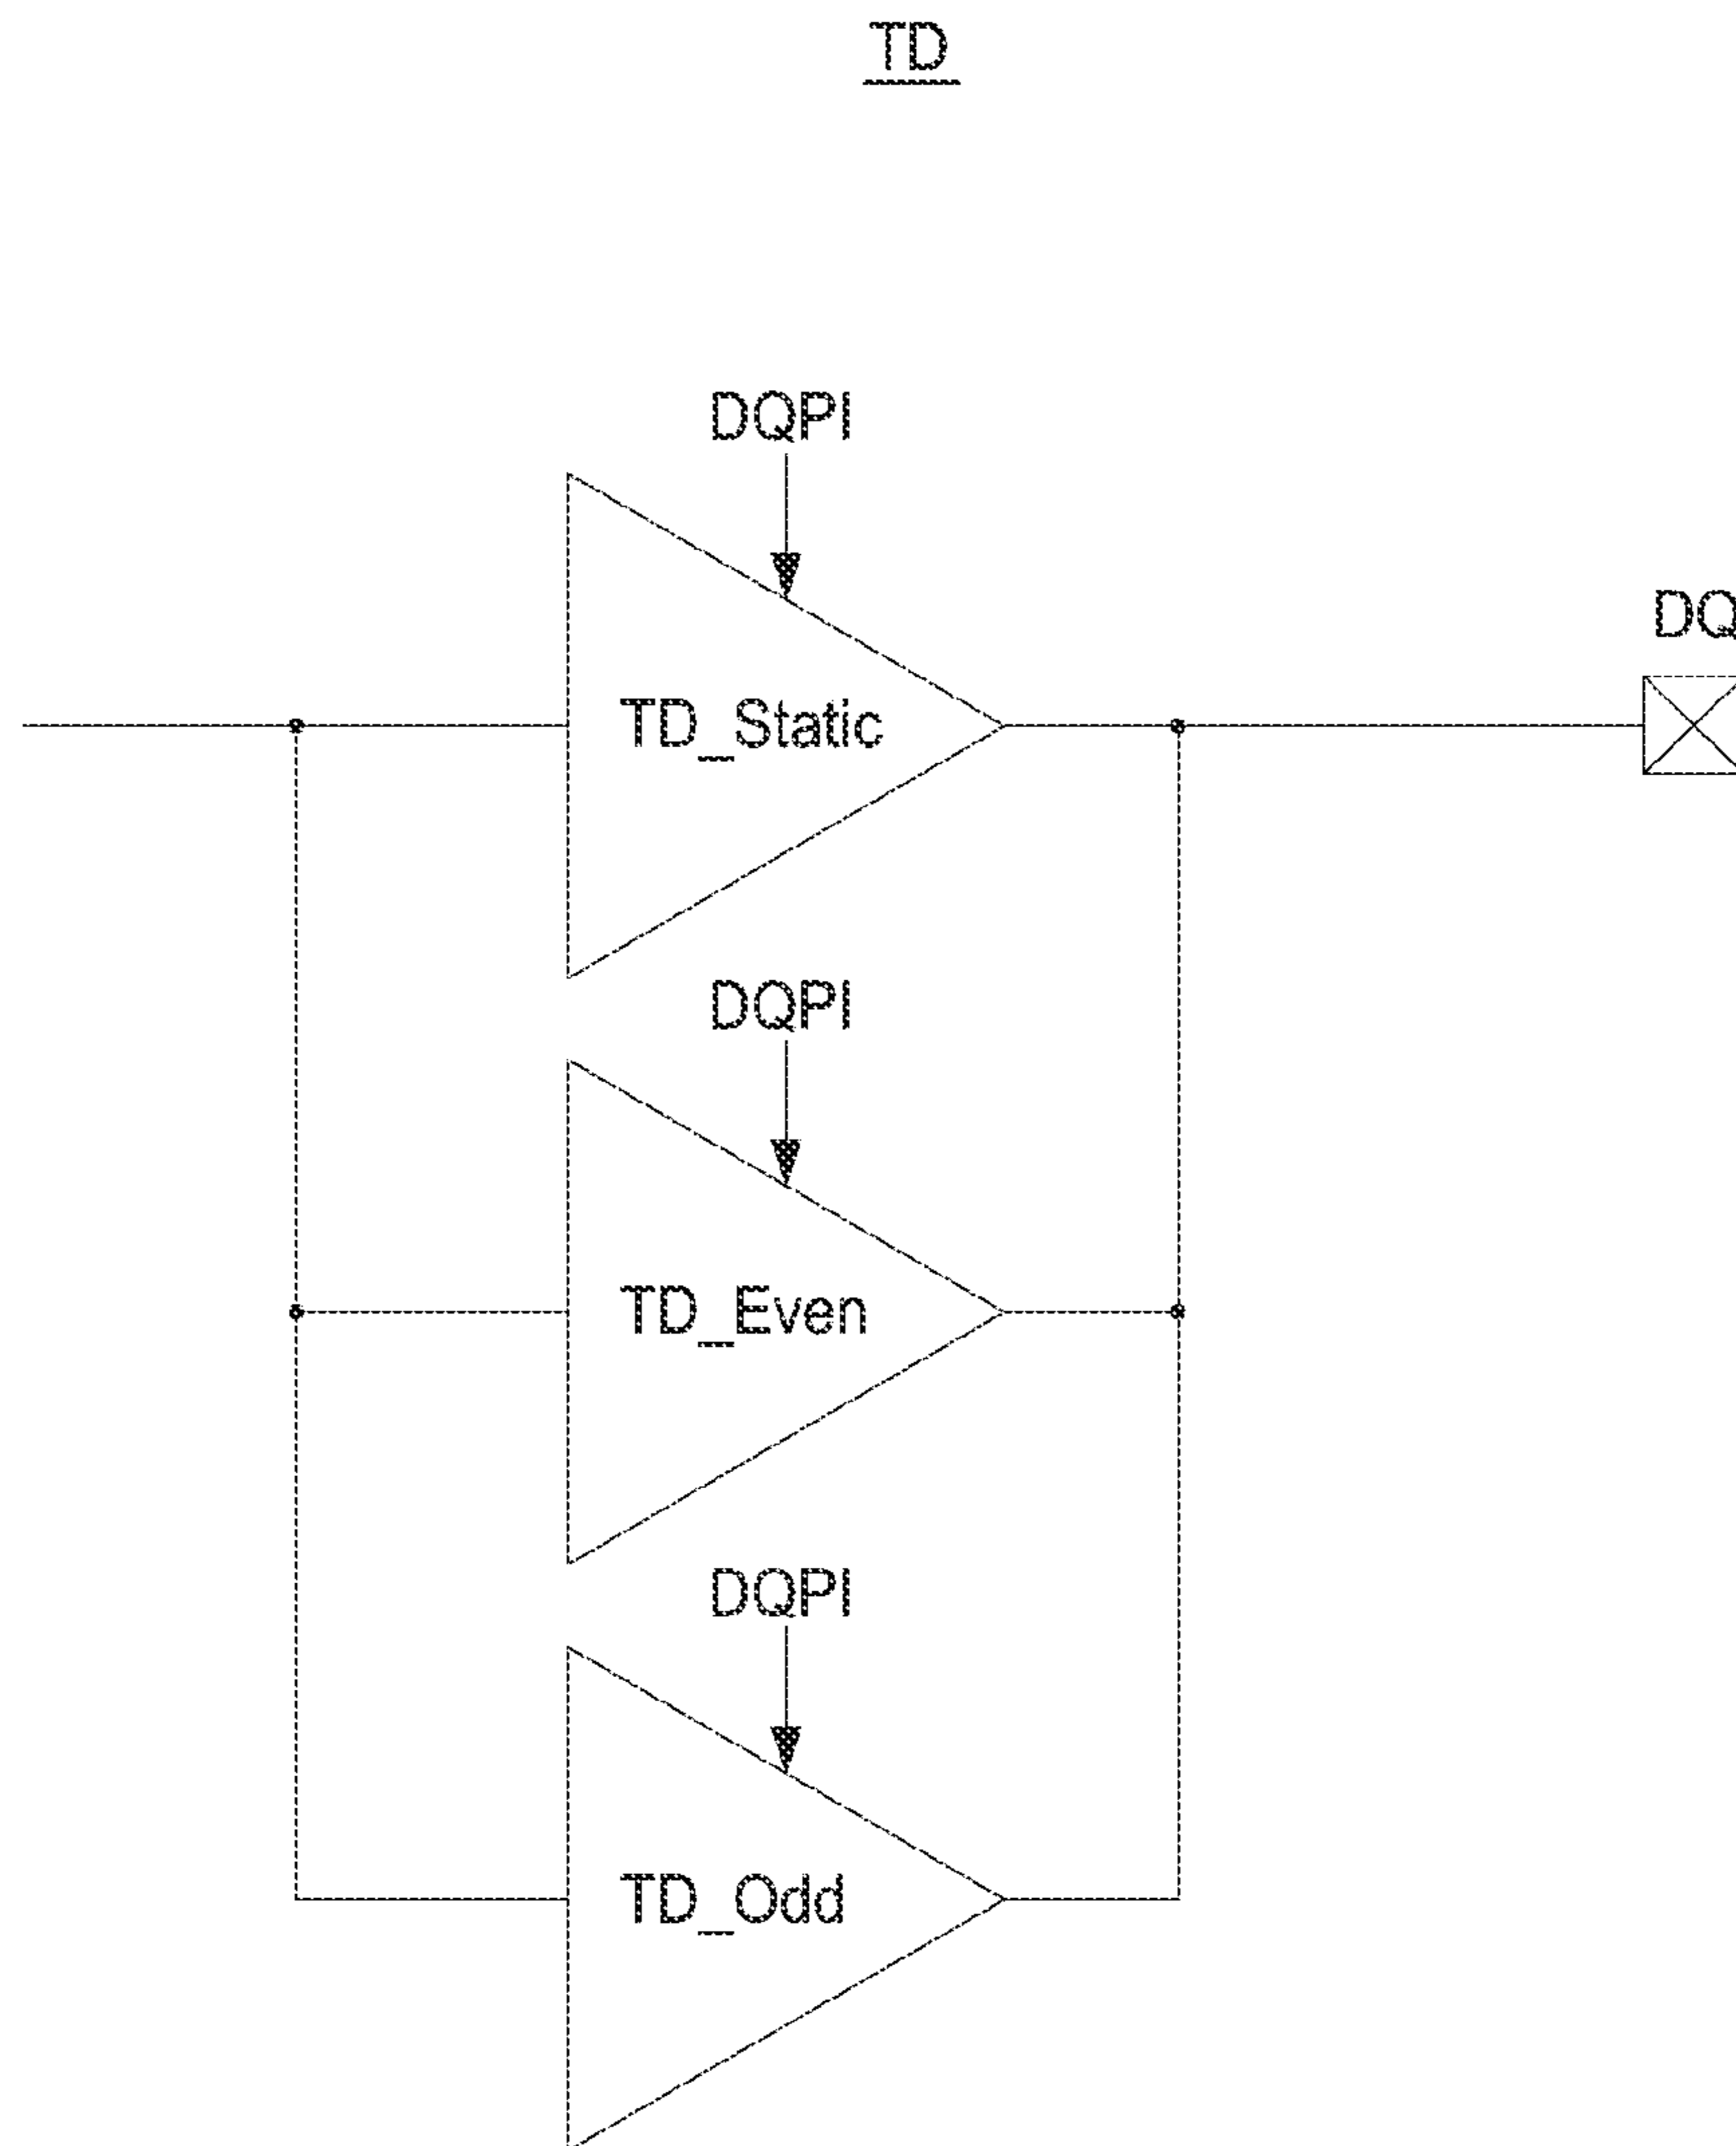 TD
DQPI
DQ
TD_Static
DQPI
TD_Even
DQPI
TD_Odd